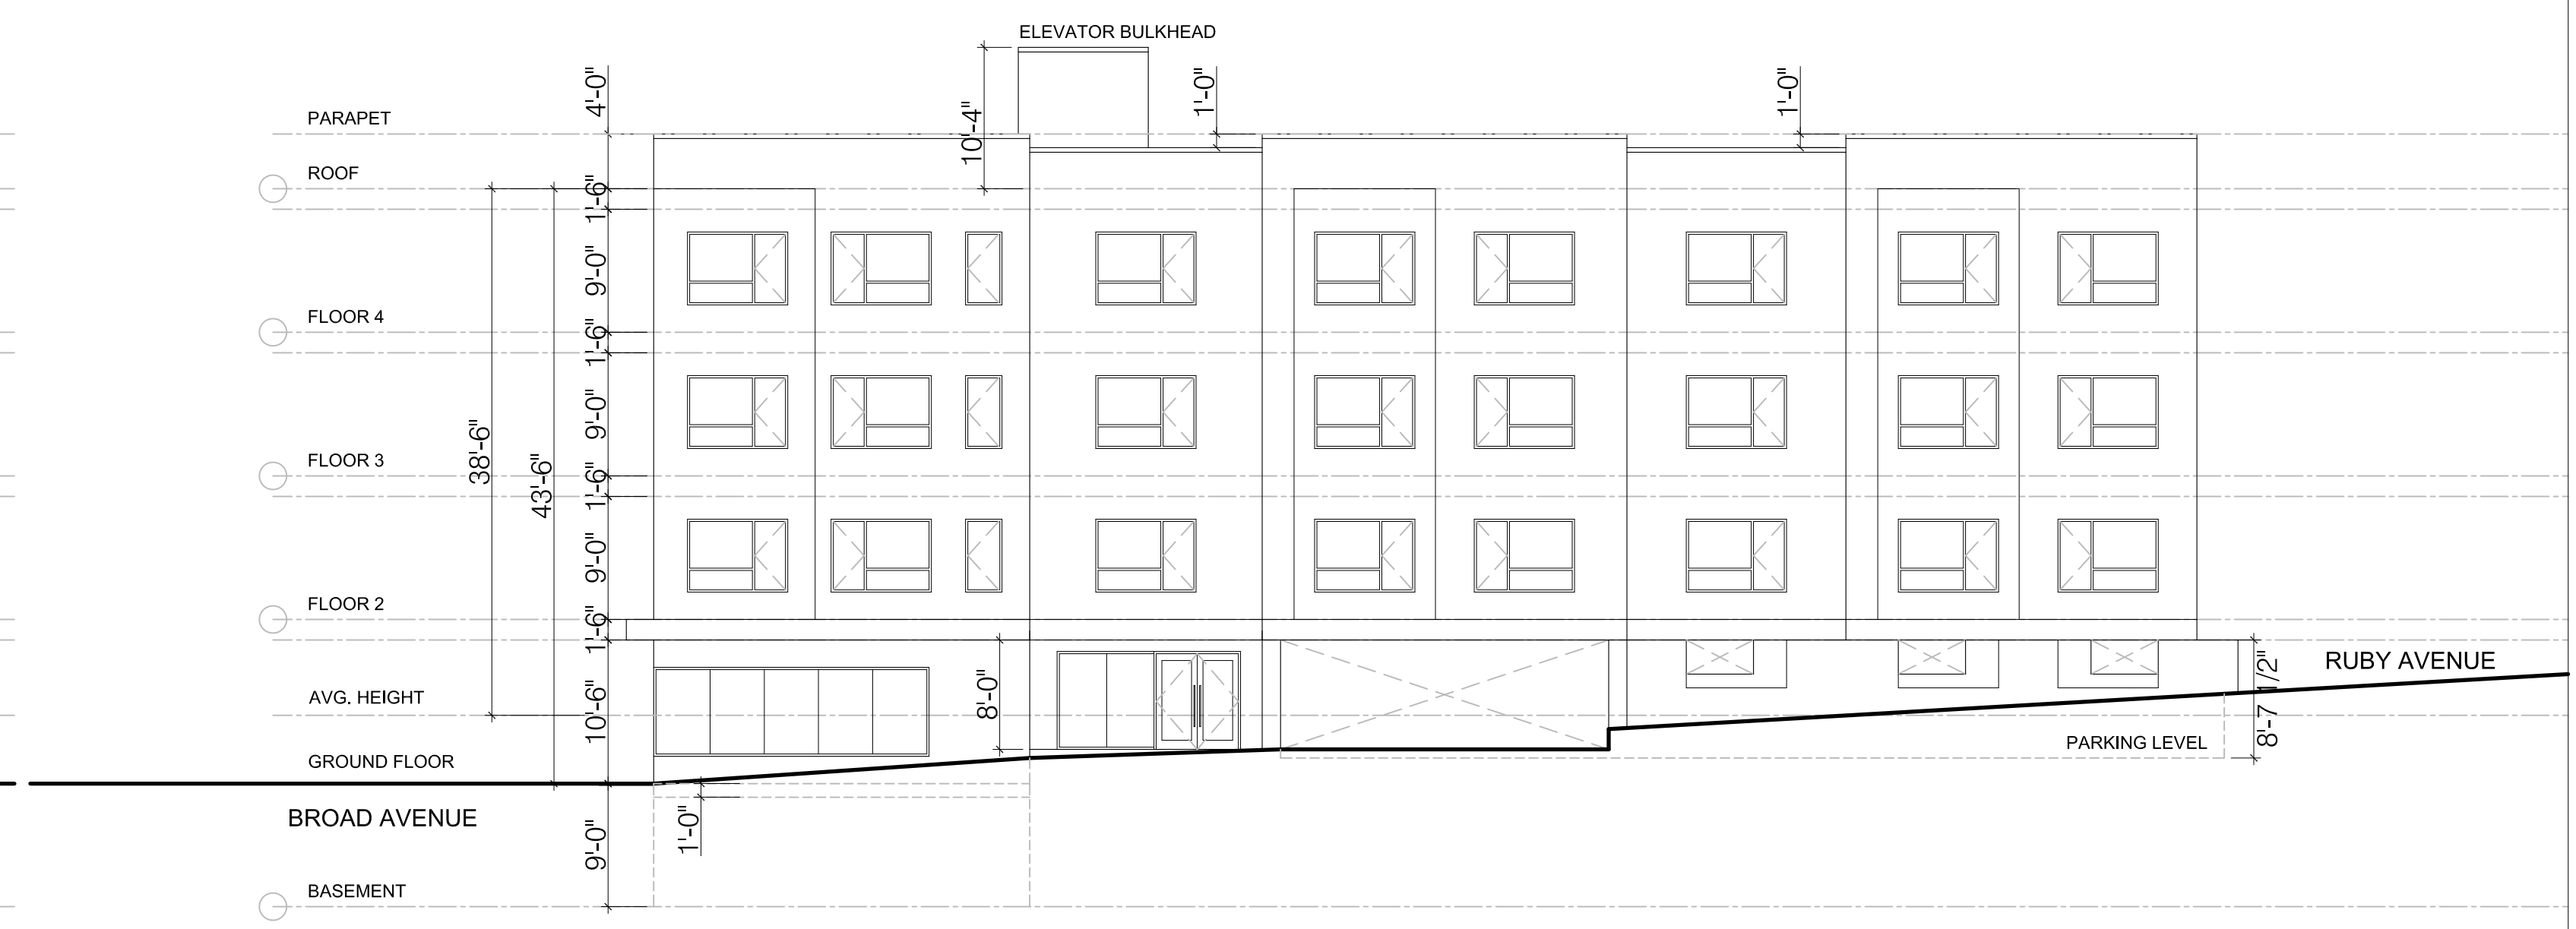 ELEVATOR BULKHEAD
4'-0"
1'-0"
1'-0"
PARAPET
10'-4"
ROOF
1'-6"
9'-0"
FLOOR 4
1'-6"
9'-0"
38'-6"
43'-6"
FLOOR 3
1'-6"
9'-0"
FLOOR 2
1'-6"
RUBY AVENUE
AVG. HEIGHT
10'-6"
8'-0"
8'-7 1/2"
PARKING LEVEL
GROUND FLOOR
BROAD AVENUE
1'-0"
9'-0"
BASEMENT